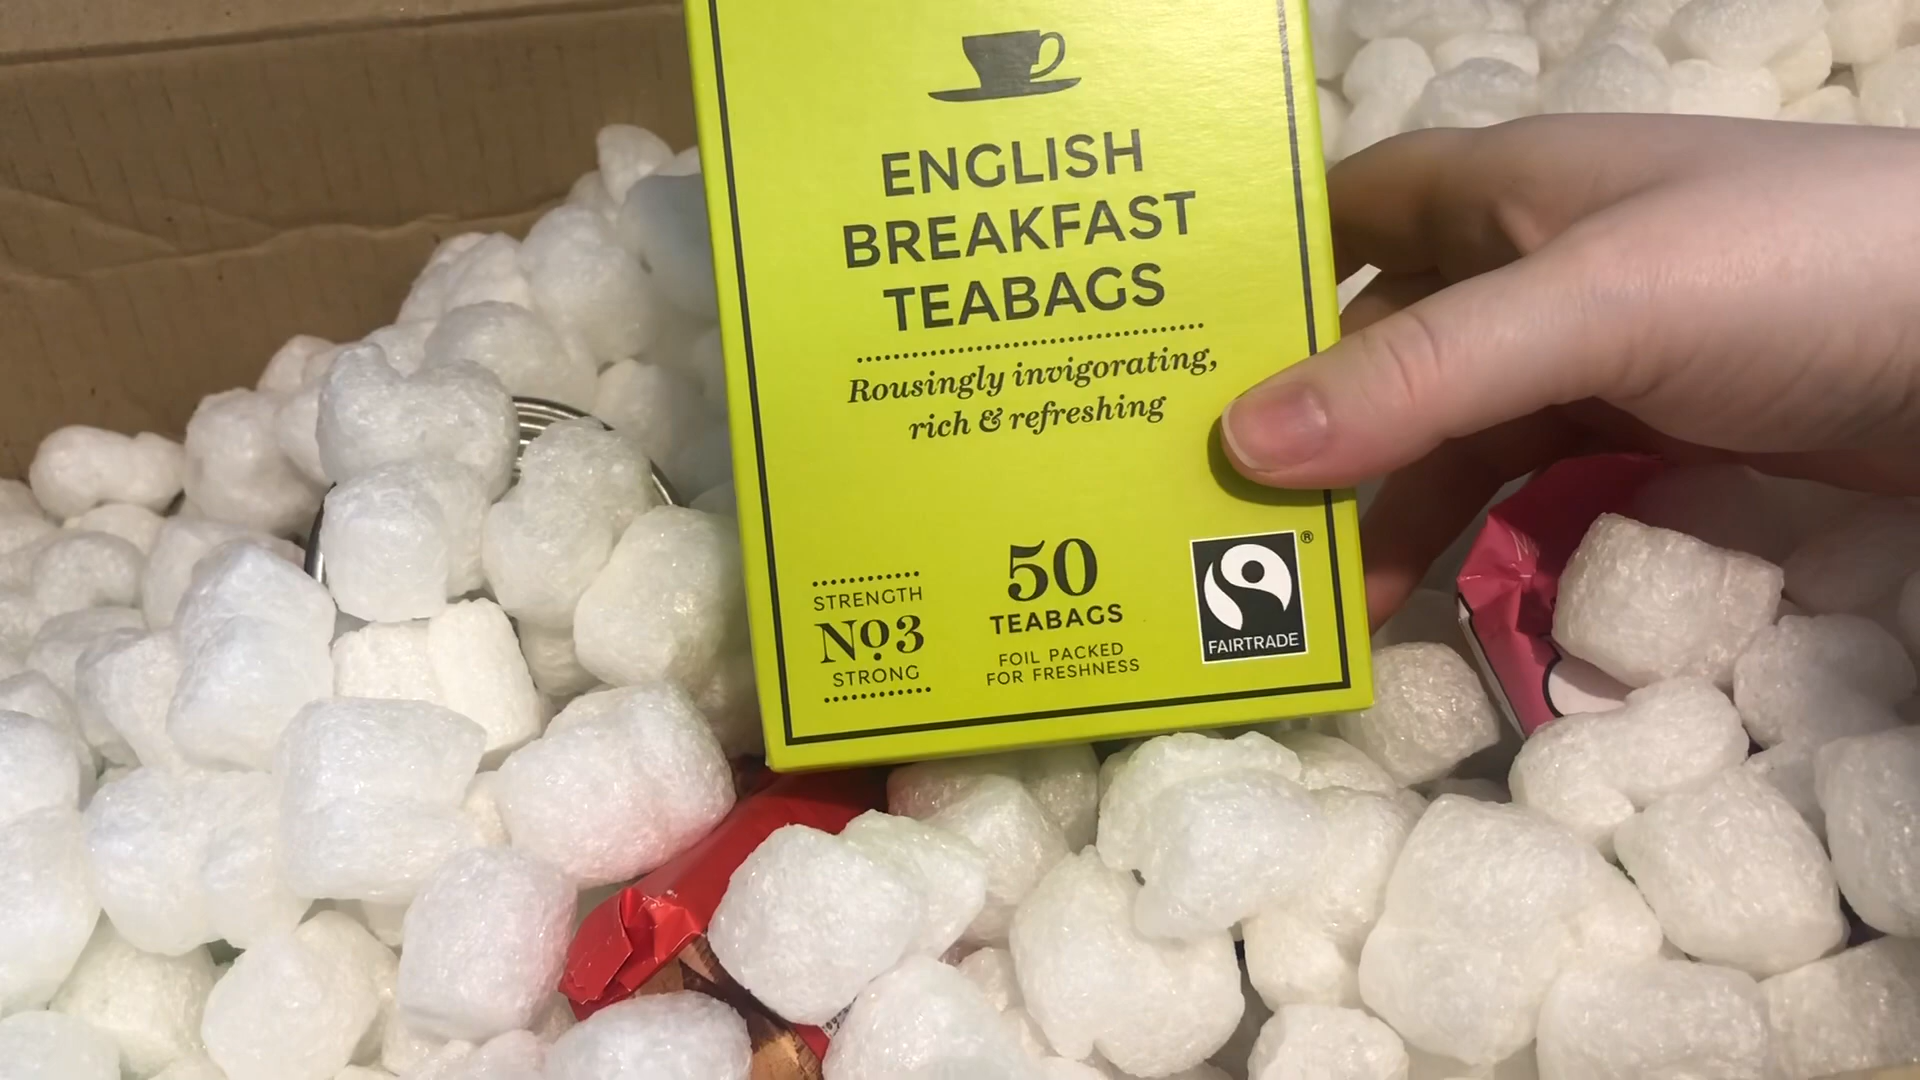 ENGLISH
BREAKFAST
TEABAGS
Rousingly invigorating,
rich & refreshing
STRENGTH
Nº3
STRONG
50
TEABAGS
FOIL PACKED
FOR FRESHNESS
FAIRTRADE
®